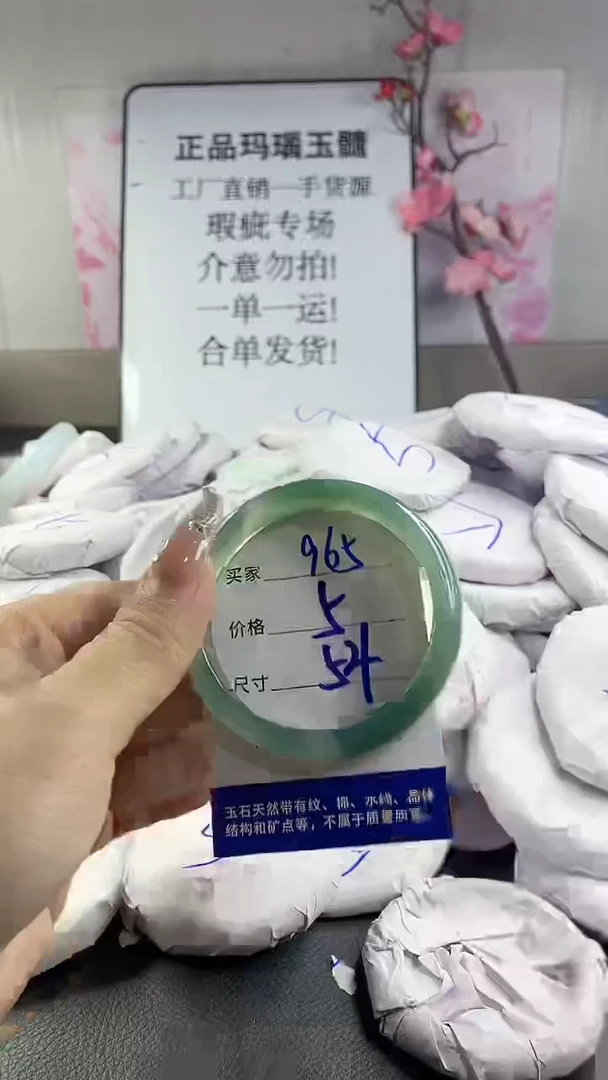 正品玛瑙玉髓
工厂直销一手货源
瑕疵专场
介意勿拍!
一单一运!
合单发货!
买家 965
价格 5
尺寸 54
玉石天然带有纹、棉、水线、晶体
结构和矿点等，不属于质量